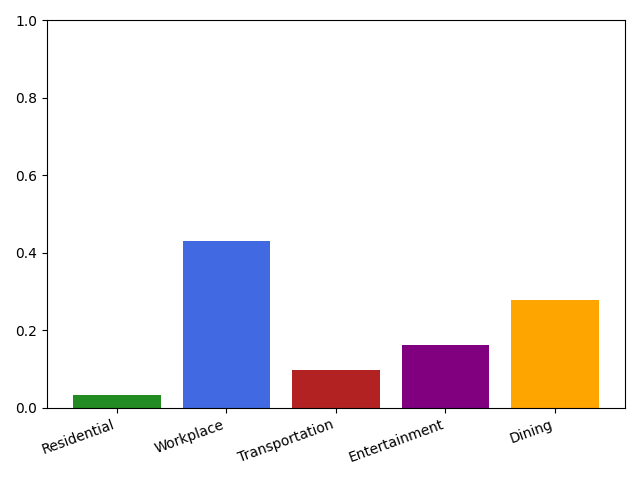 1.0
0.8
0.6
0.4
0.2
0.0
Residential
Workplace
Transportation
Entertainment
Dining